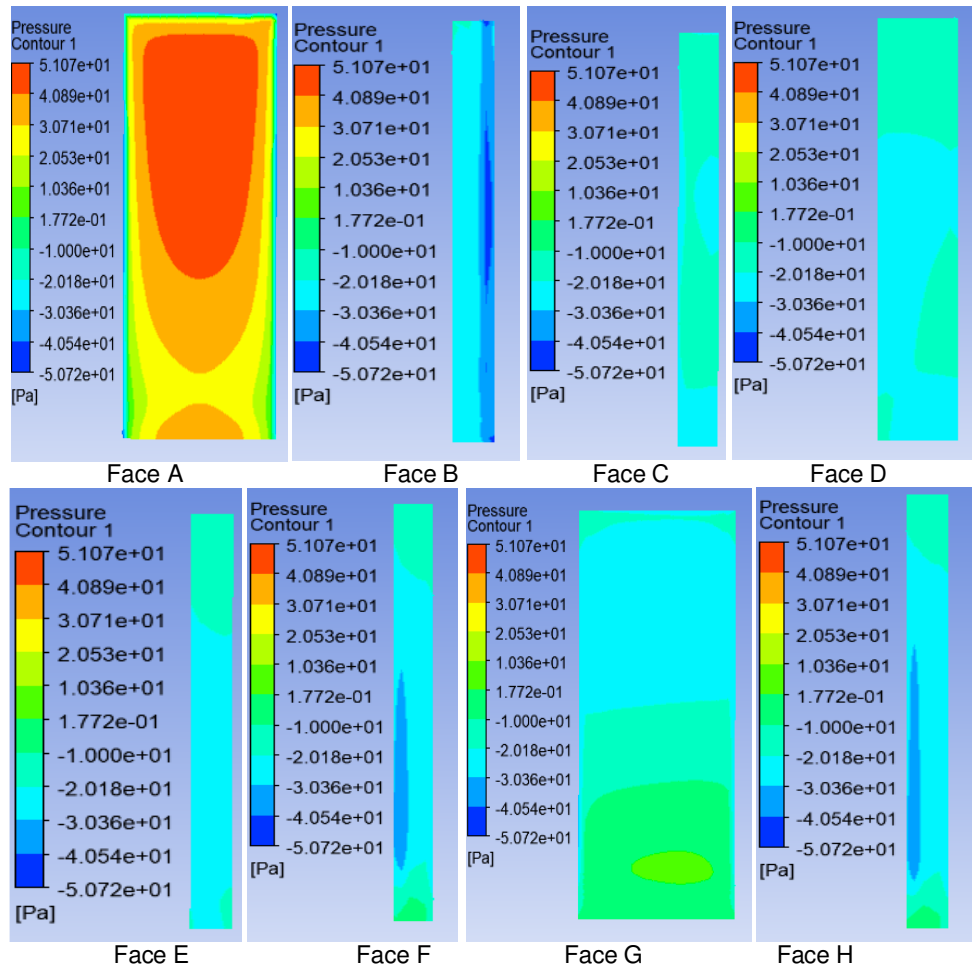 Pressure
Contour 1
5.107e+01
4.089e+01
3.071e+01
2.053e+01
1.036e+01
1.772e-01
-1.000e+01
-2.018e+01
-3.036e+01
-4.054e+01
-5.072e+01
[Pa]
Face A
Pressure
Contour 1
5.107e+01
4.089e+01
3.071e+01
2.053e+01
1.036e+01
1.772e-01
-1.000e+01
-2.018e+01
-3.036e+01
-4.054e+01
-5.072e+01
[Pa]
Face B
Pressure
Contour 1
5.107e+01
4.089e+01
3.071e+01
2.053e+01
1.036e+01
1.772e-01
-1.000e+01
-2.018e+01
-3.036e+01
-4.054e+01
-5.072e+01
[Pa]
Face C
Pressure
Contour 1
5.107e+01
4.089e+01
3.071e+01
2.053e+01
1.036e+01
1.772e-01
-1.000e+01
-2.018e+01
-3.036e+01
-4.054e+01
-5.072e+01
[Pa]
Face D
Pressure
Contour 1
5.107e+01
4.089e+01
3.071e+01
2.053e+01
1.036e+01
1.772e-01
-1.000e+01
-2.018e+01
-3.036e+01
-4.054e+01
-5.072e+01
[Pa]
Face E
Pressure
Contour 1
5.107e+01
4.089e+01
3.071e+01
2.053e+01
1.036e+01
1.772e-01
-1.000e+01
-2.018e+01
-3.036e+01
-4.054e+01
-5.072e+01
[Pa]
Face F
Pressure
Contour 1
5.107e+01
4.089e+01
3.071e+01
2.053e+01
1.036e+01
1.772e-01
-1.000e+01
-2.018e+01
-3.036e+01
-4.054e+01
-5.072e+01
[Pa]
Face G
Pressure
Contour 1
5.107e+01
4.089e+01
3.071e+01
2.053e+01
1.036e+01
1.772e-01
-1.000e+01
-2.018e+01
-3.036e+01
-4.054e+01
-5.072e+01
[Pa]
Face H